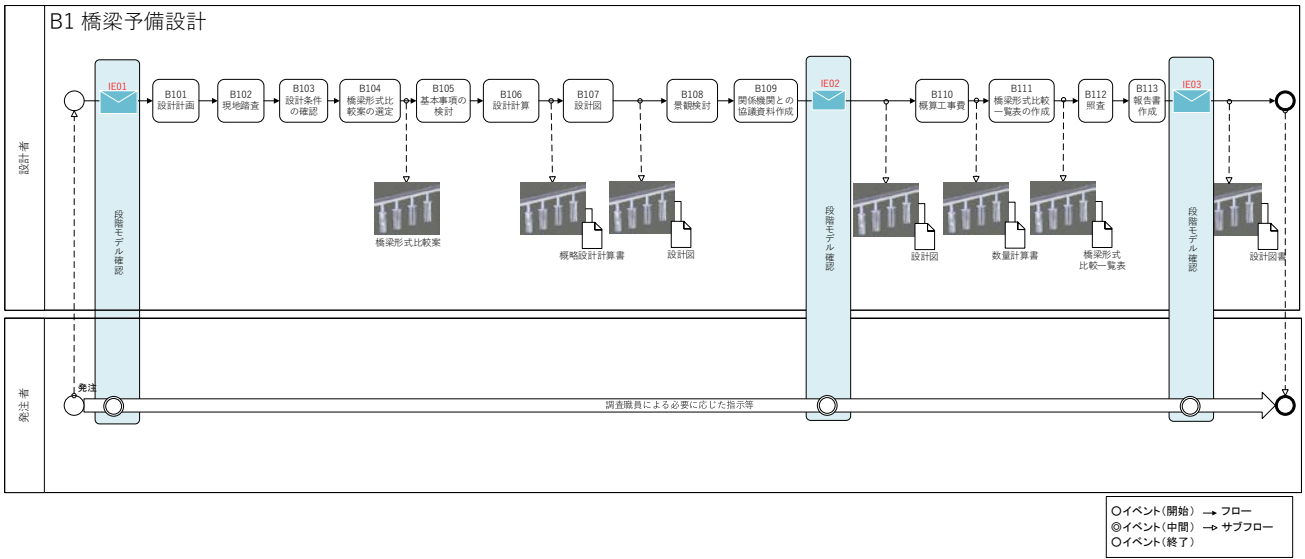 B1 橋梁予備設計
設計者
IE01
B101
設計計画
B102
現地踏査
B103
設計条件
の確認
B104
橋梁形式比
較案の選定
B105
基本事項の
検討
B106
設計計算
B107
設計図
B108
景観検討
B109
関係機関との
協議資料作成
IE02
B110
概算工事費
B111
橋梁形式比較
一覧表の作成
B112
照査
B113
報告書
作成
IE03
段階モデル確認
橋梁形式比較案
概略設計計算書
設計図
段階モデル確認
設計図
数量計算書
橋梁形式
比較一覧表
段階モデル確認
設計図書
発注者
発注
調査職員による必要に応じた指示等
イベント(開始)
フロー
イベント(中間)
サブフロー
イベント(終了)